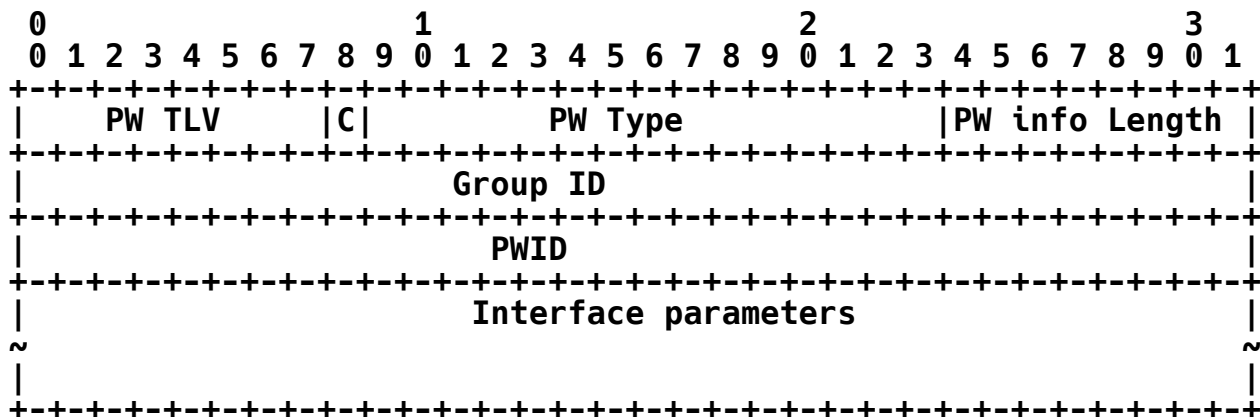 0                   1                   2                   3
 0 1 2 3 4 5 6 7 8 9 0 1 2 3 4 5 6 7 8 9 0 1 2 3 4 5 6 7 8 9 0 1
+-+-+-+-+-+-+-+-+-+-+-+-+-+-+-+-+-+-+-+-+-+-+-+-+-+-+-+-+-+-+-+-+
|    PW TLV     |C|         PW Type             |PW info Length |
+-+-+-+-+-+-+-+-+-+-+-+-+-+-+-+-+-+-+-+-+-+-+-+-+-+-+-+-+-+-+-+-+
|                      Group ID                                 |
+-+-+-+-+-+-+-+-+-+-+-+-+-+-+-+-+-+-+-+-+-+-+-+-+-+-+-+-+-+-+-+-+
|                        PWID                                   |
+-+-+-+-+-+-+-+-+-+-+-+-+-+-+-+-+-+-+-+-+-+-+-+-+-+-+-+-+-+-+-+-+
|                       Interface parameters                    |
~                                                               ~
|                                                               |
+-+-+-+-+-+-+-+-+-+-+-+-+-+-+-+-+-+-+-+-+-+-+-+-+-+-+-+-+-+-+-+-+